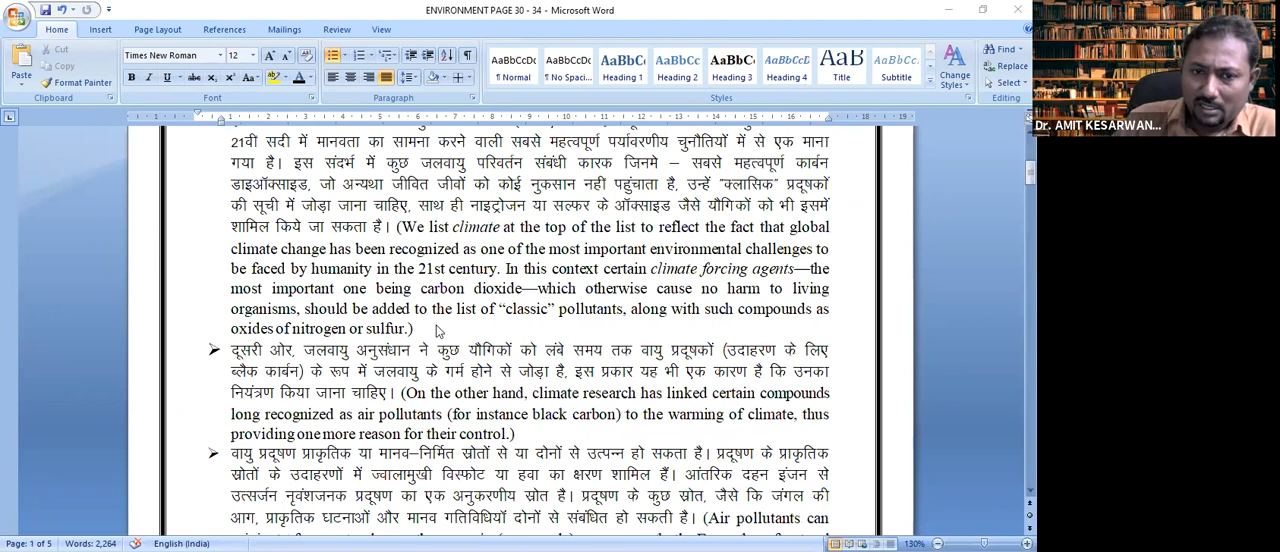 ENVIRONMENT PAGE 30 - 34 - Microsoft Word
Home Insert Page Layout References Mailings Review View
Paste
Cut
Copy
Format Painter
Clipboard
Times New Roman 12
Font
Paragraph
AaBbCcDc AaBbCcDc AaBbCc AaBbCc AaBbCc AaBbCcD AaB AaBbCc
¶ Normal ¶ No Spaci... Heading 1 Heading 2 Heading 3 Heading 4 Title Subtitle
Change Styles
Styles
Find
Replace
Select
Editing
Dr. AMIT KESARWAN...
21वीं सदी में मानवता का सामना करने वाली सबसे महत्वपूर्ण पर्यावरणीय चुनौतियों में से एक माना
गया है। इस संदर्भ में कुछ जलवायु परिवर्तन संबंधी कारक जिनमे – सबसे महत्वपूर्ण कार्बन
डाइऑक्साइड, जो अन्यथा जीवित जीवों को कोई नुकसान नहीं पहुंचाता है, उन्हें "क्लासिक" प्रदूषकों
की सूची में जोड़ा जाना चाहिए, साथ ही नाइट्रोजन या सल्फर के ऑक्साइड जैसे यौगिकों को भी इसमें
शामिल किये जा सकता है। (We list climate at the top of the list to reflect the fact that global
climate change has been recognized as one of the most important environmental challenges to
be faced by humanity in the 21st century. In this context certain climate forcing agents—the
most important one being carbon dioxide—which otherwise cause no harm to living
organisms, should be added to the list of “classic” pollutants, along with such compounds as
oxides of nitrogen or sulfur.)
➢ दूसरी ओर, जलवायु अनुसंधान ने कुछ यौगिकों को लंबे समय तक वायु प्रदूषकों (उदाहरण के लिए
ब्लैक कार्बन) के रूप में जलवायु के गर्म होने से जोड़ा है, इस प्रकार यह भी एक कारण है कि उनका
नियंत्रण किया जाना चाहिए। (On the other hand, climate research has linked certain compounds
long recognized as air pollutants (for instance black carbon) to the warming of climate, thus
providing one more reason for their control.)
➢ वायु प्रदूषण प्राकृतिक या मानव–निर्मित स्रोतों से या दोनों से उत्पन्न हो सकता है। प्रदूषण के प्राकृतिक
स्रोतों के उदाहरणों में ज्वालामुखी विस्फोट या हवा का क्षरण शामिल हैं। आंतरिक दहन इंजन से
उत्सर्जन नृवंशजनक प्रदूषण का एक अनुकरणीय स्रोत है। प्रदूषण के कुछ स्रोत, जैसे कि जंगल की
आग, प्राकृतिक घटनाओं और मानव गतिविधियों दोनों से संबंधित हो सकती है। (Air pollutants can
Page: 1 of 5 Words: 2,264 English (India) 130%